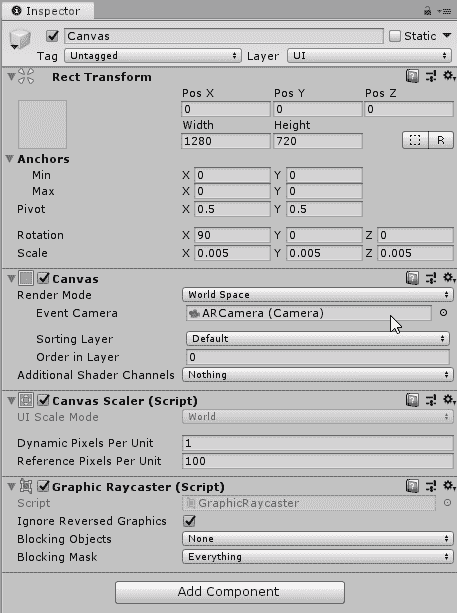 Inspector
Canvas Static
Tag Untagged Layer UI
Rect Transform
Pos X Pos Y Pos Z
0 0 0
Width Height
1280 720
R
Anchors
Min X 0 Y 0
Max X 0 Y 0
Pivot X 0.5 Y 0.5
Rotation X 90 Y 0 Z 0
Scale X 0.005 Y 0.005 Z 0.005
Canvas
Render Mode World Space
Event Camera ARCamera (Camera)
Sorting Layer Default
Order in Layer 0
Additional Shader Channels Nothing
Canvas Scaler (Script)
UI Scale Mode World
Dynamic Pixels Per Unit 1
Reference Pixels Per Unit 100
Graphic Raycaster (Script)
Script GraphicRaycaster
Ignore Reversed Graphics
Blocking Objects None
Blocking Mask Everything
Add Component